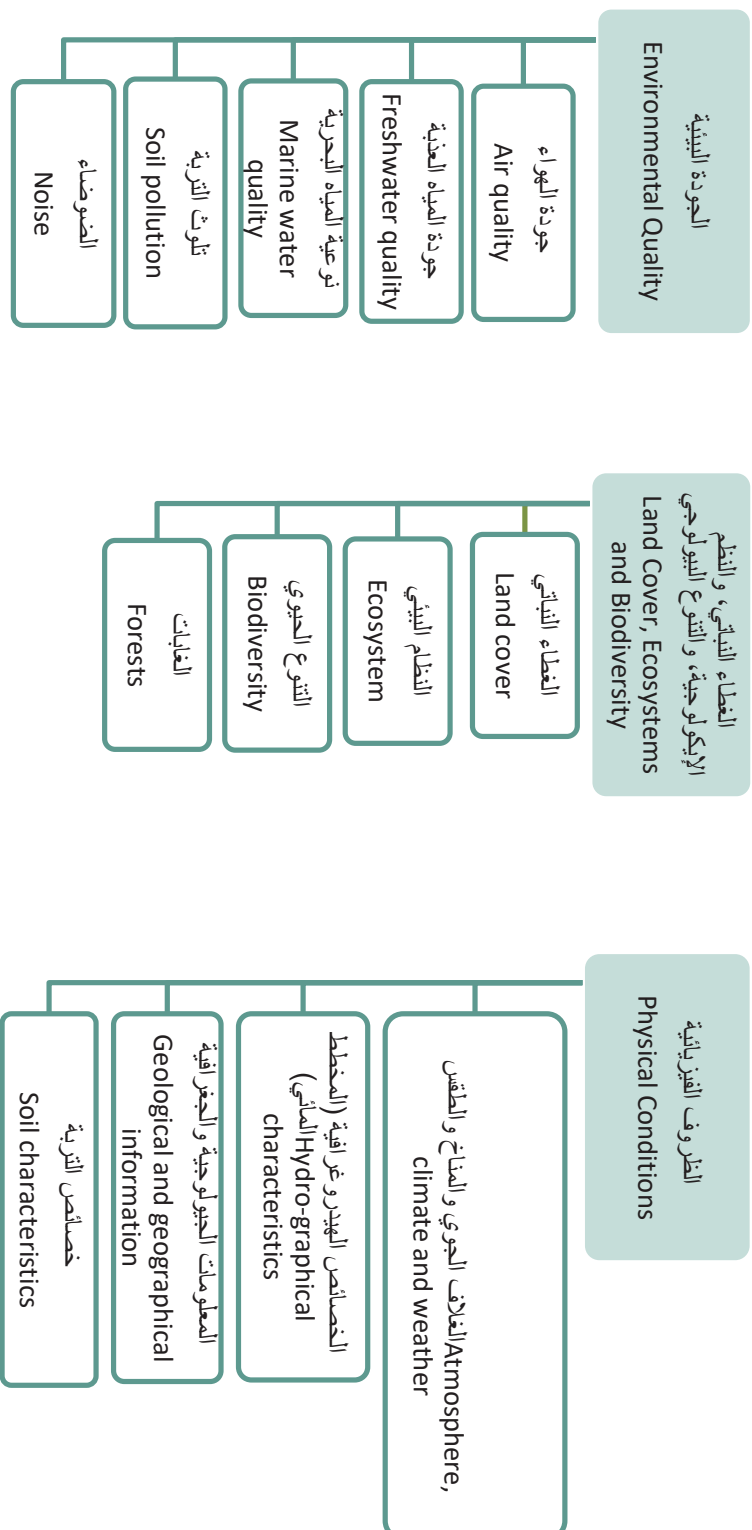 الجودة البيئية
Environmental Quality
جودة الهواء
Air quality
جودة المياه العذبة
Freshwater quality
نوعية المياه البحرية
Marine water
quality
تلوث التربة
Soil pollution
الضوضاء
Noise
الغطاء النباتي، والنظم
الإيكولوجية، والتنوع البيولوجي
Land Cover, Ecosystems
and Biodiversity
الغطاء النباتي
Land cover
النظام البيئي
Ecosystem
التنوع الحيوي
Biodiversity
الغابات
Forests
الظروف الفيزيائية
Physical Conditions
الغلاف الجوي والمناخ والطقسAtmosphere,
climate and weather
الخصائص الهيدروغرافية (المخطط
المائي)Hydro-graphical
characteristics
المعلومات الجيولوجية والجغرافية
Geological and geographical
information
خصائص التربة
Soil characteristics